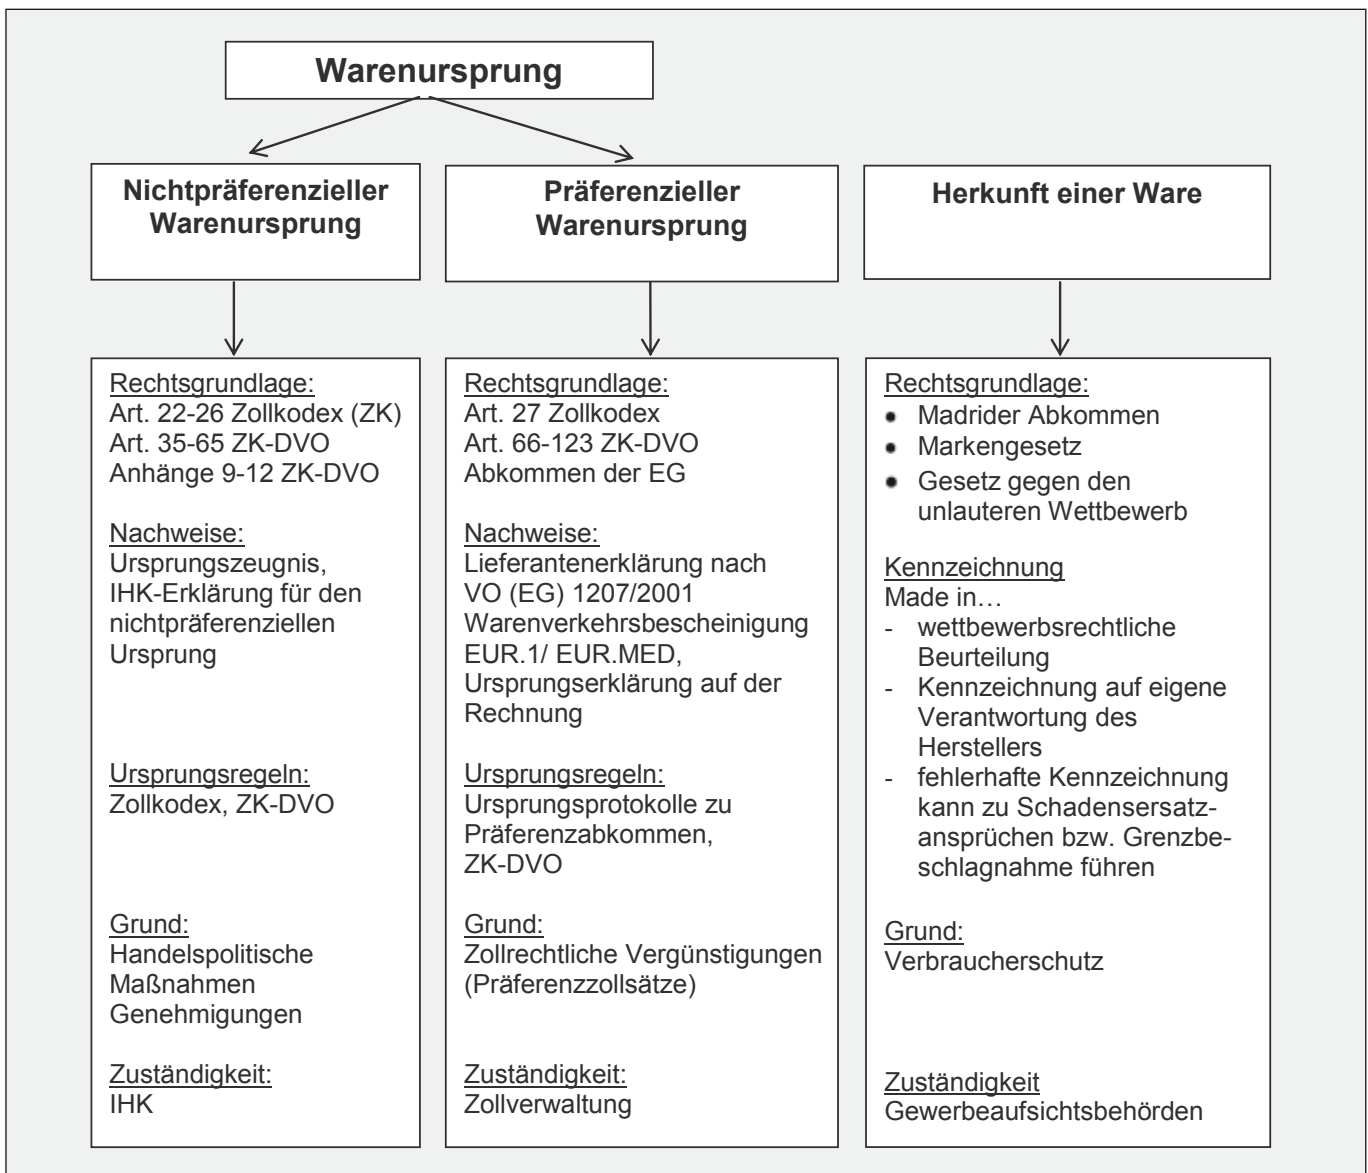 Warenursprung
Nichtpräferenzieller
Warenursprung
Rechtsgrundlage:
Art. 22-26 Zollkodex (ZK)
Art. 35-65 ZK-DVO
Anhänge 9-12 ZK-DVO
Nachweise:
Ursprungszeugnis,
IHK-Erklärung für den
nichtpräferenziellen
Ursprung
Ursprungsregeln:
Zollkodex, ZK-DVO
Grund:
Handelspolitische
Maßnahmen
Genehmigungen
Zuständigkeit:
IHK
Präferenzieller
Warenursprung
Rechtsgrundlage:
Art. 27 Zollkodex
Art. 66-123 ZK-DVO
Abkommen der EG
Nachweise:
Lieferantenerklärung nach
VO (EG) 1207/2001
Warenverkehrsbescheinigung
EUR.1/ EUR.MED,
Ursprungserklärung auf der
Rechnung
Ursprungsregeln:
Ursprungsprotokolle zu
Präferenzabkommen,
ZK-DVO
Grund:
Zollrechtliche Vergünstigungen
(Präferenzzollsätze)
Zuständigkeit:
Zollverwaltung
Herkunft einer Ware
Rechtsgrundlage:
• Madrider Abkommen
• Markengesetz
• Gesetz gegen den
unlauteren Wettbewerb
Kennzeichnung
Made in…
- wettbewerbsrechtliche
Beurteilung
- Kennzeichnung auf eigene
Verantwortung des
Herstellers
- fehlerhafte Kennzeichnung
kann zu Schadensersatz-
ansprüchen bzw. Grenzbe-
schlagnahme führen
Grund:
Verbraucherschutz
Zuständigkeit
Gewerbeaufsichtsbehörden